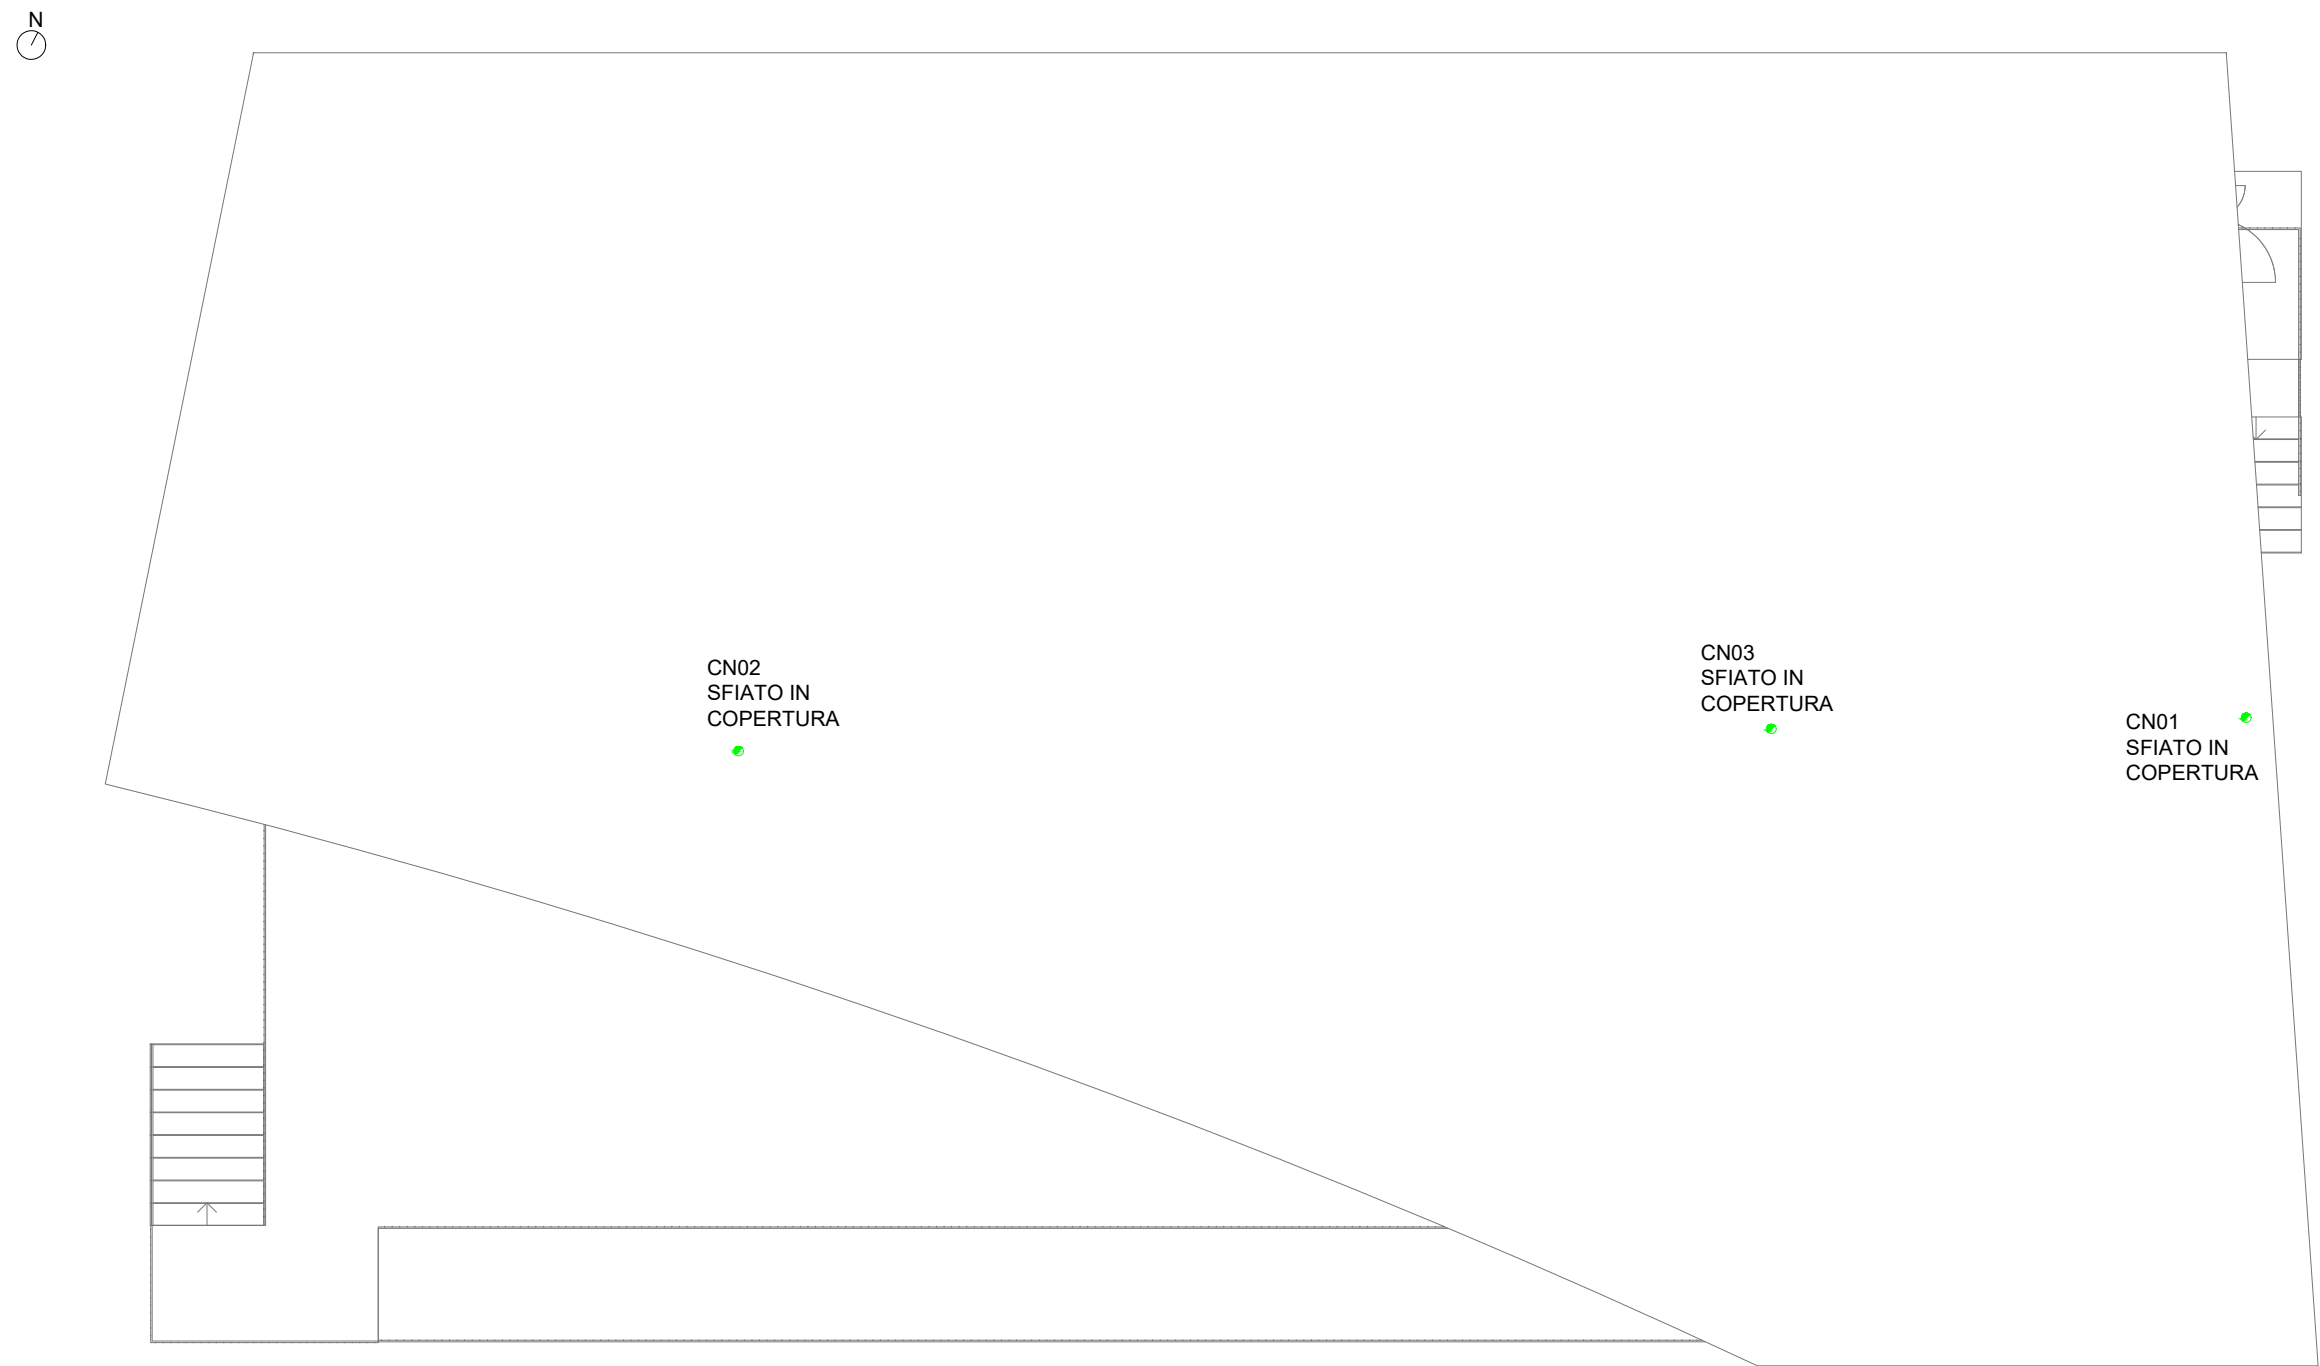 N
CN02
SFIATO IN
COPERTURA
CN03
SFIATO IN
COPERTURA
CN01
SFIATO IN
COPERTURA